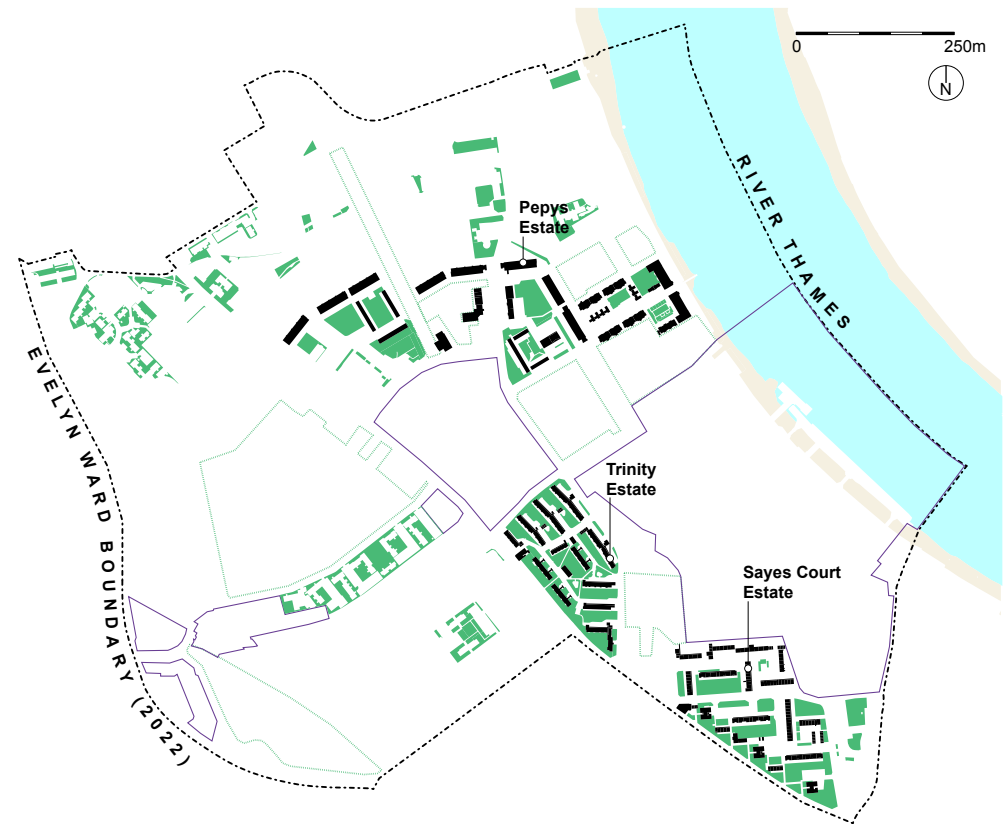 0 250m
N
RIVER THAMES
Pepys
Estate
EVELYN WARD BOUNDARY (2022)
Trinity
Estate
Sayes Court
Estate